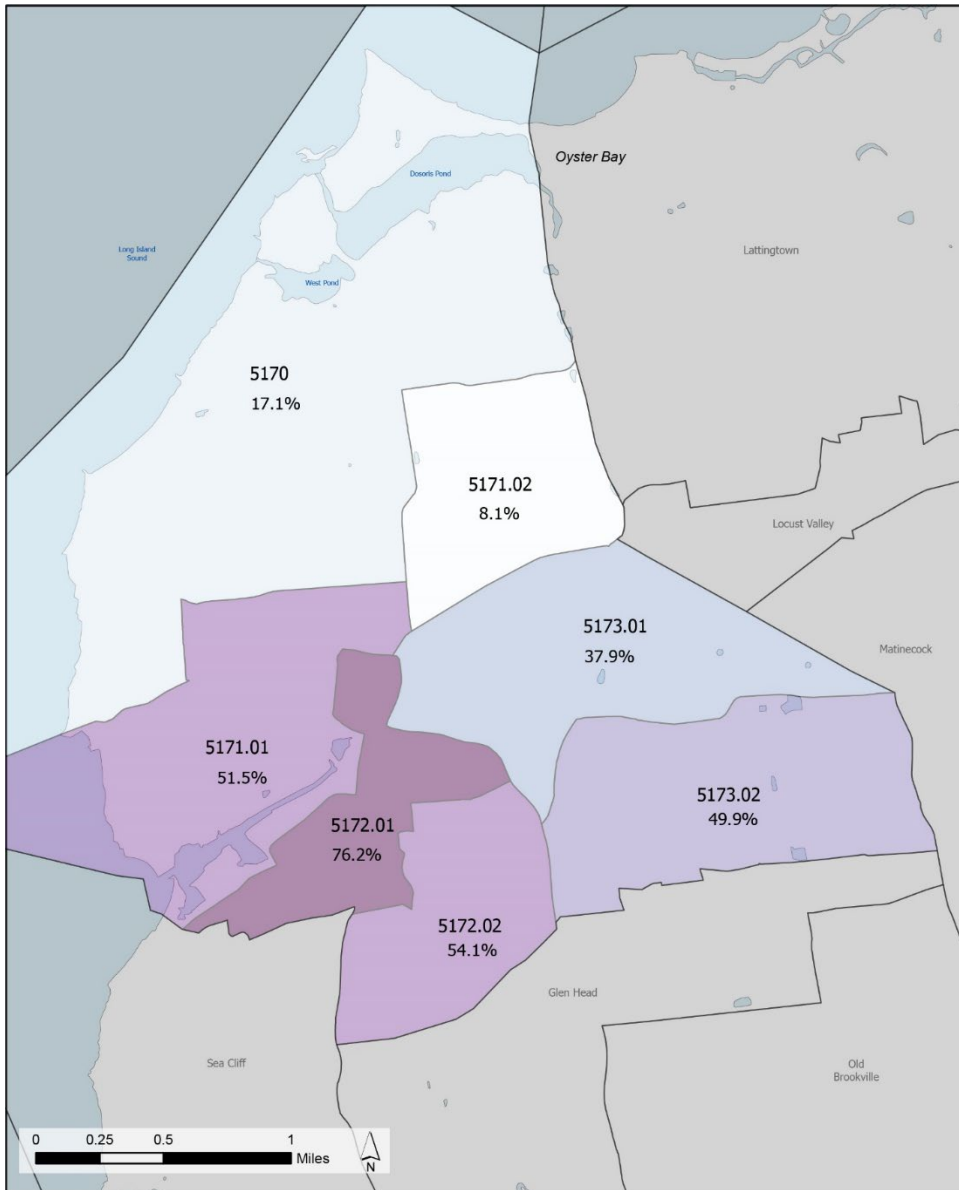 Oyster Bay
Dosoris Pond
Lattingtown
Long Island
Sound
West Pond
5170
17.1%
5171.02
8.1%
Locust Valley
5173.01
37.9%
Matinecock
5171.01
51.5%
5173.02
49.9%
5172.01
76.2%
5172.02
54.1%
Glen Head
Sea Cliff
Old
Brookville
0 0.25 0.5 1
Miles
N